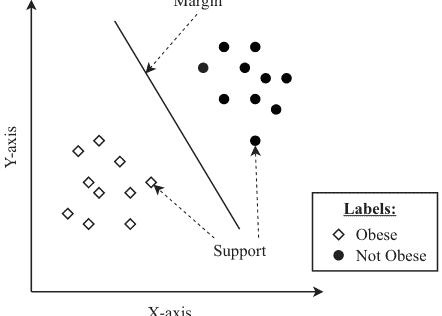 Margin
Y-axis
Labels:
Obese
Not Obese
Support
X-axis